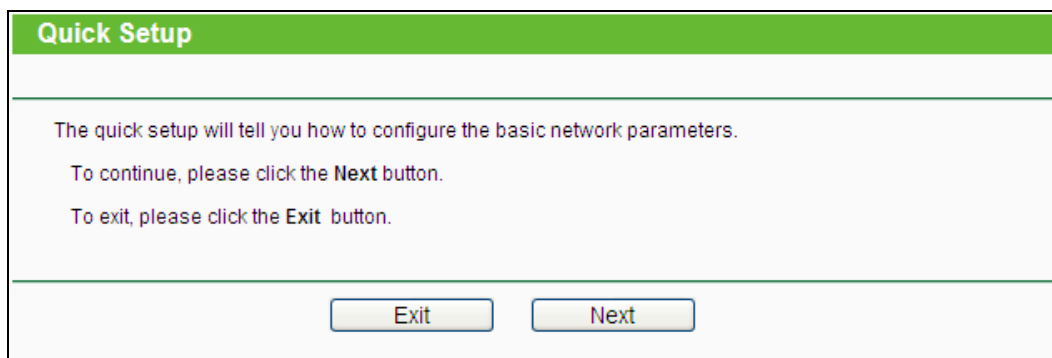 Quick Setup
The quick setup will tell you how to configure the basic network parameters.
To continue, please click the Next button.
To exit, please click the Exit button.
Exit Next